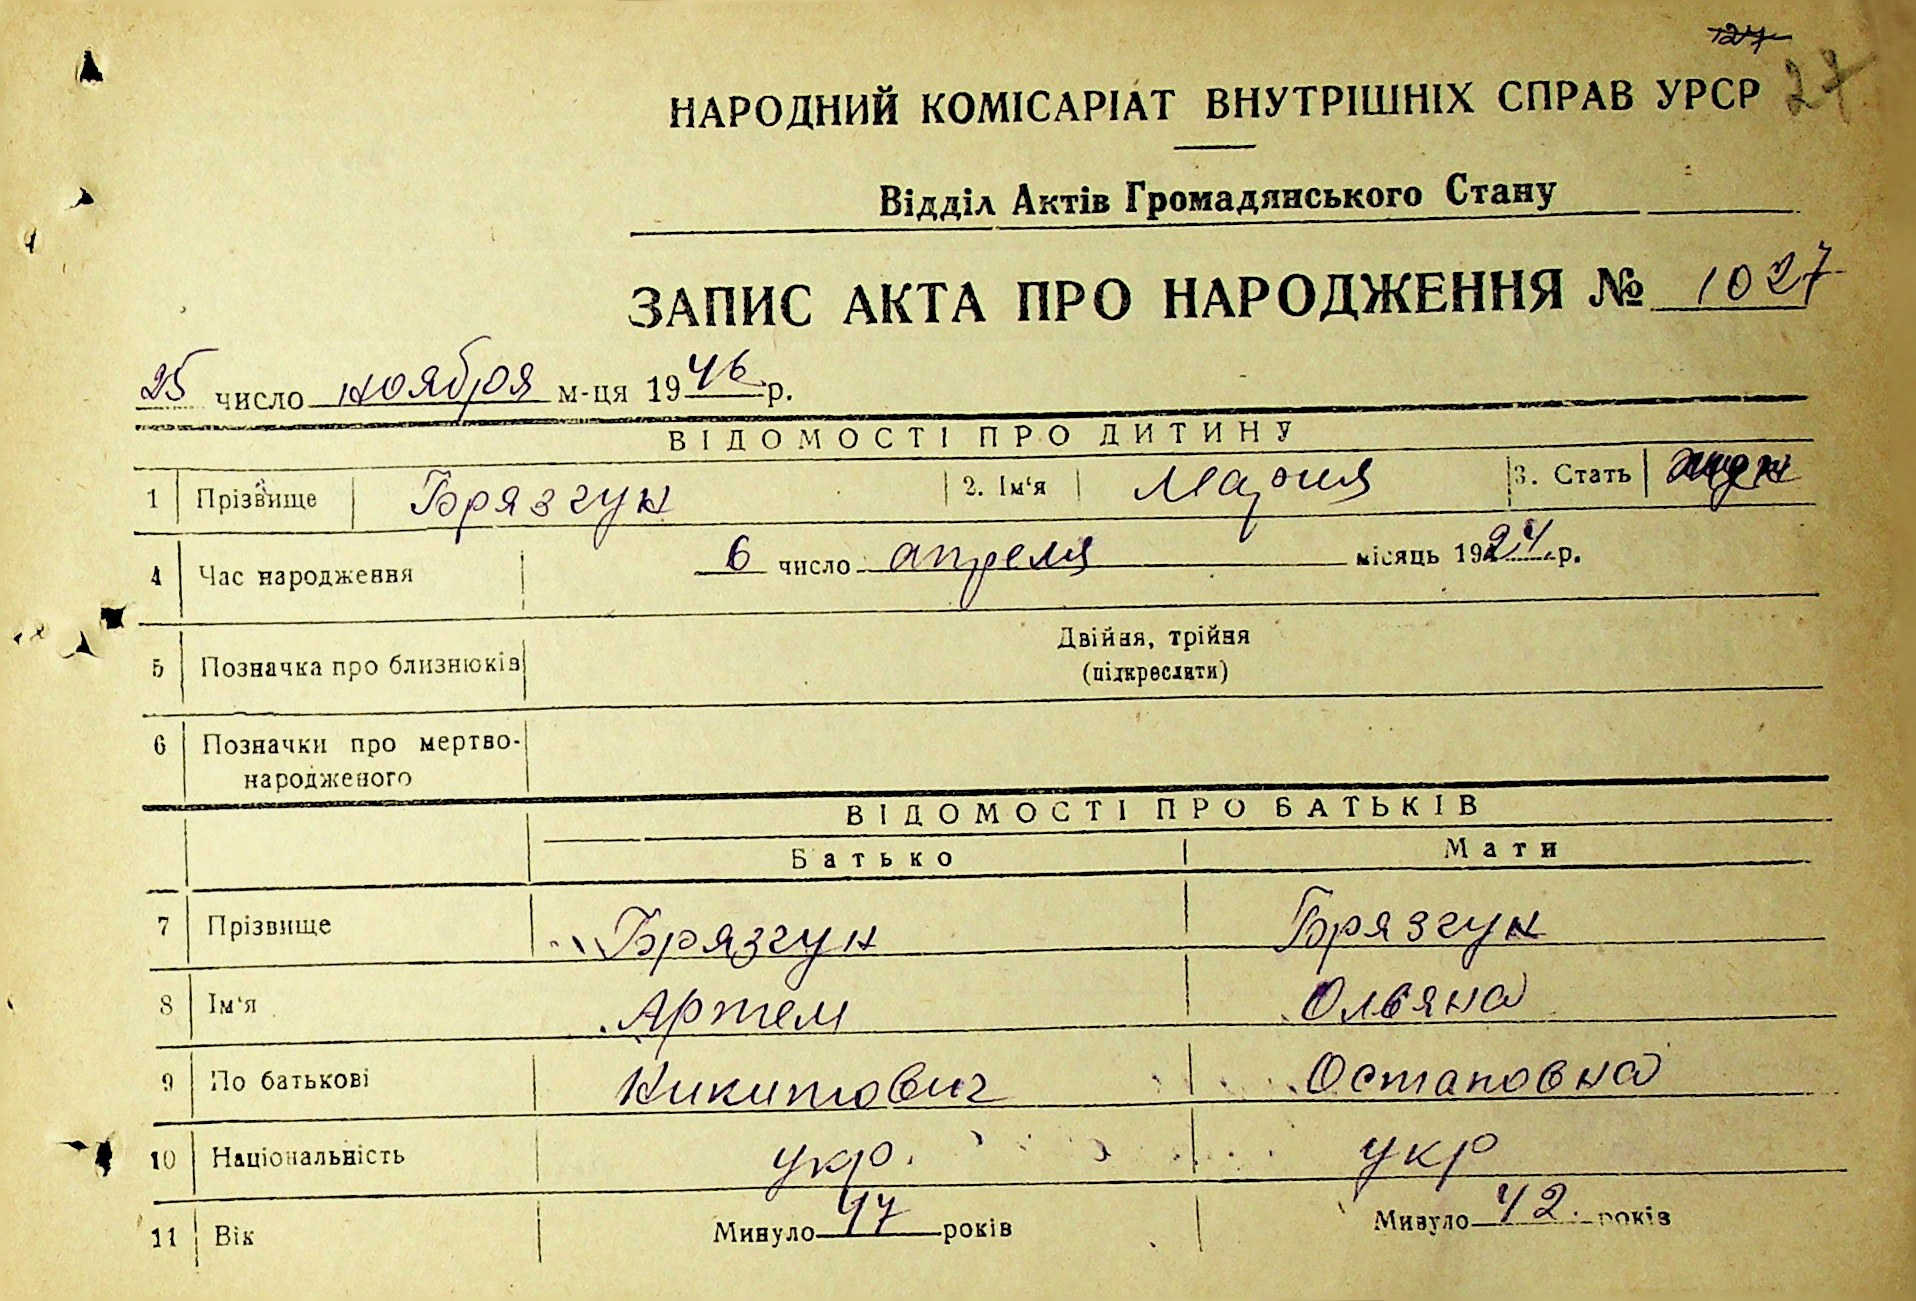 127
27
НАРОДНИЙ КОМІСАРІАТ ВНУТРІШНІХ СПРАВ УРСР
Відділ Актів Громадянського Стану
ЗАПИС АКТА ПРО НАРОДЖЕННЯ № 1027
25 число ноября м-ця 1946 р.
ВІДОМОСТІ ПРО ДИТИНУ
1 Прізвище Брязгун 2. Ім'я Мария 3. Стать
4 Час народження 6 число апреля місяць 1924 р.
5 Позначка про близнюків Двійня, трійня
(підкреслити)
6 Позначки про мертво-
народженого
ВІДОМОСТІ ПРО БАТЬКІВ
Батько Мати
7 Прізвище Брязгун Брязгун
8 Ім'я Артем Ольяна
9 По батькові Никитович Остаповна
10 Національність укр. укр
11 Вік Минуло 47 років Минуло 42 років